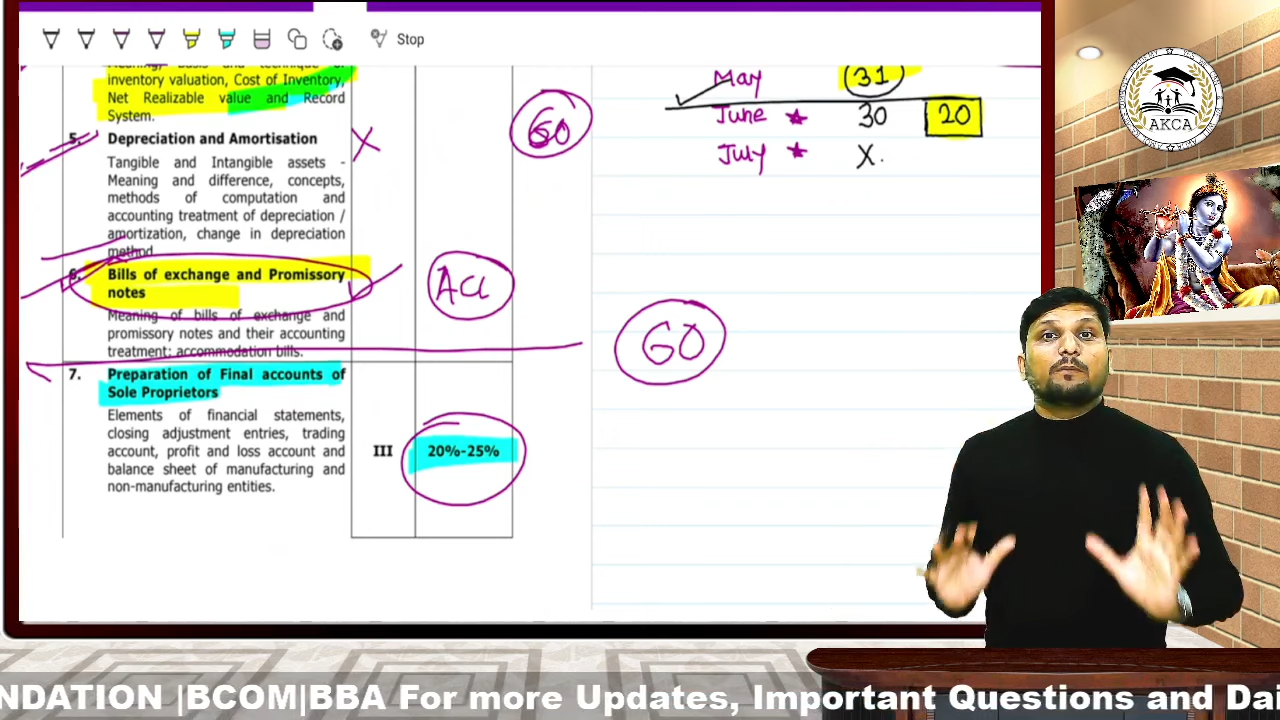 Stop
inventory valuation, Cost of Inventory,
Net Realizable value and Record
System.
5. Depreciation and Amortisation
Tangible and Intangible assets -
Meaning and difference, concepts,
methods of computation and
accounting treatment of depreciation /
amortization, change in depreciation
method.
6. Bills of exchange and Promissory
notes
Meaning of bills of exchange and
promissory notes and their accounting
treatment; accommodation bills.
7. Preparation of Final accounts of
Sole Proprietors
Elements of financial statements,
closing adjustment entries, trading
account, profit and loss account and
balance sheet of manufacturing and
non-manufacturing entities.
III
20%-25%
60
May 31
June 30 20
July X.
60
AKCA
NDATION |BCOM|BBA For more Updates, Important Questions and Dai